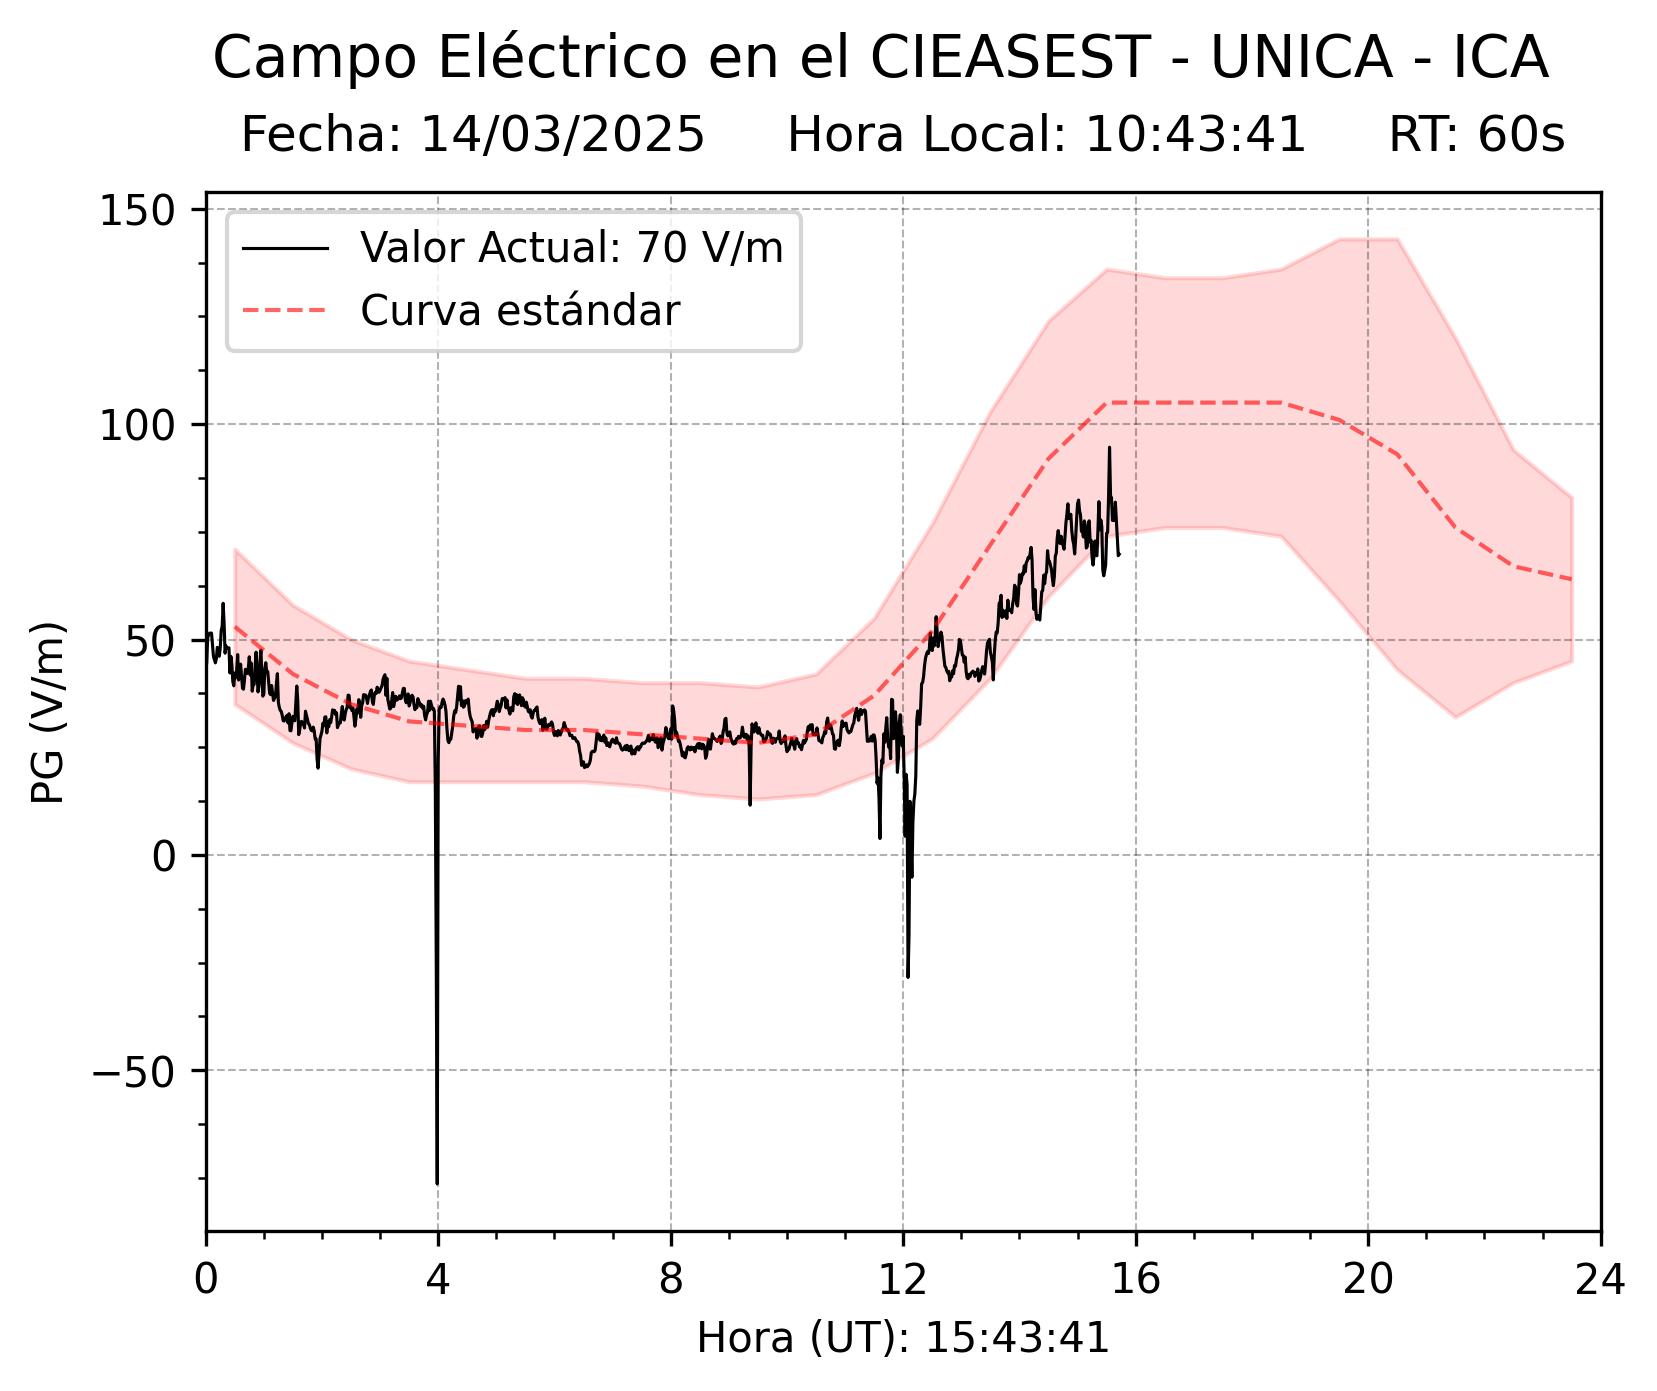 Campo Eléctrico en el CIEASEST - UNICA - ICA
Fecha: 14/03/2025 Hora Local: 10:43:41 RT: 60s
Valor Actual: 70 V/m
Curva estándar
PG (V/m)
150
100
50
0
−50
0 4 8 12 16 20 24
Hora (UT): 15:43:41